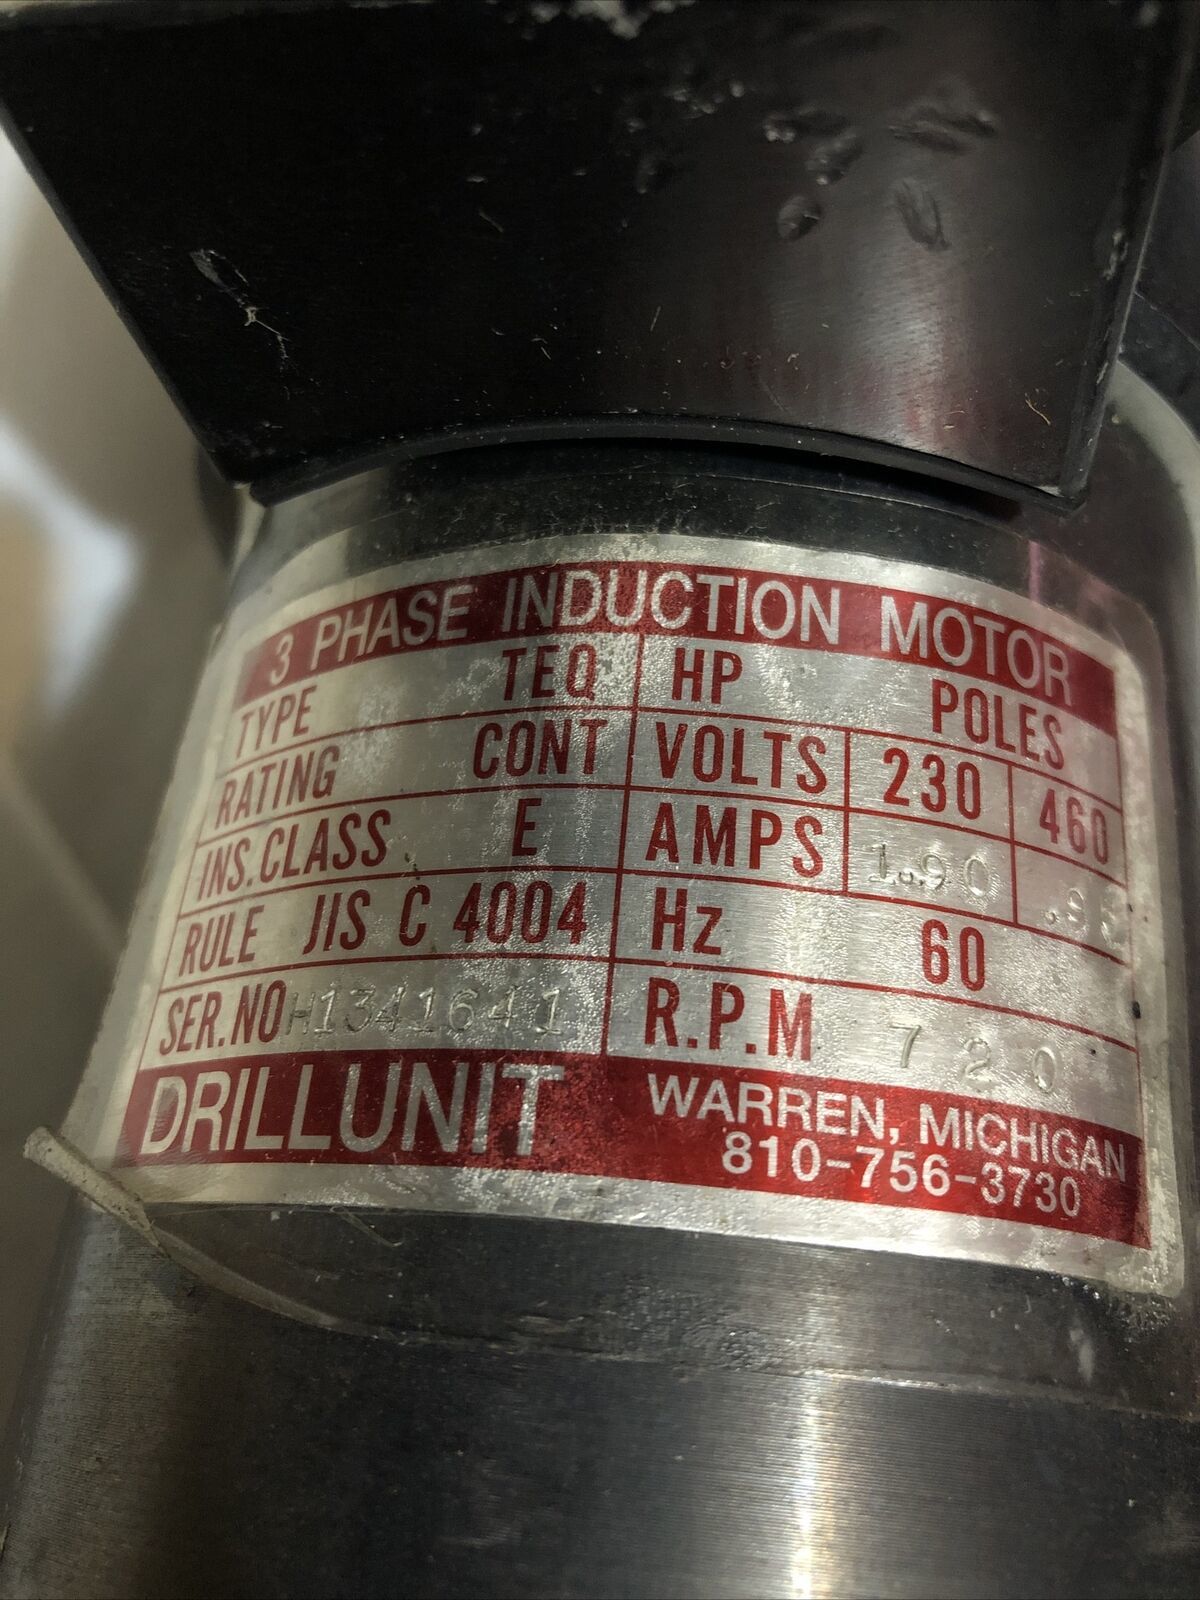 3 PHASE INDUCTION MOTOR
TYPE TEQ HP POLES
RATING CONT VOLTS 230 460
INS.CLASS E AMPS 1.90 .95
RULE JIS C 4004 Hz 60
SER.NO H1341641 R.P.M 720
DRILLUNIT WARREN, MICHIGAN
810-756-3730